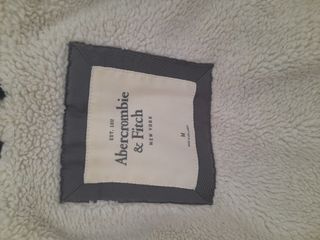 EST. 1892
Abercrombie
& Fitch
NEW YORK
M